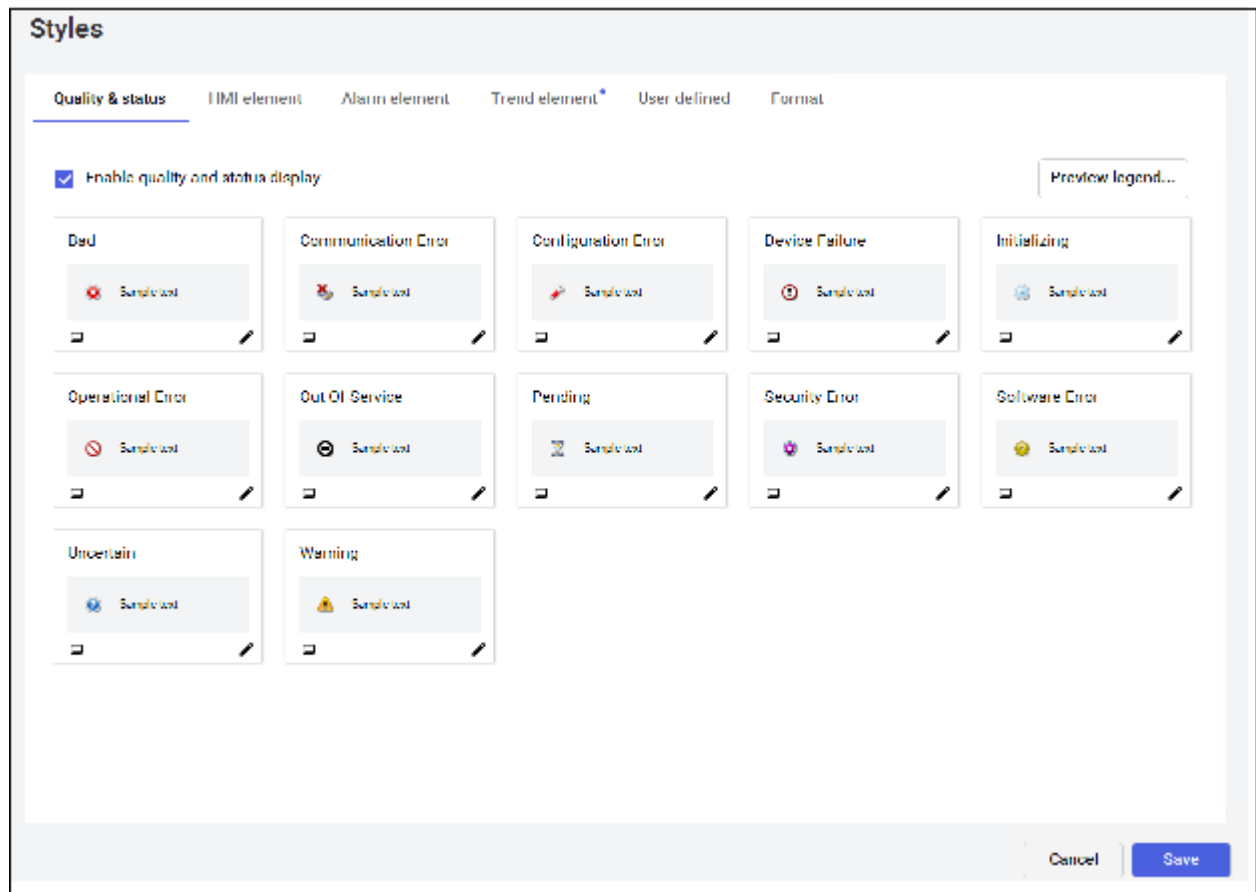 Styles
Quality & status HMI element Alarm element Trend element* User defined Format
Enable quality and status display Preview legend...
Bad Communication Error Configuration Error Device Failure Initializing
Sample text Sample text Sample text Sample text Sample text
Operational Error Out Of Service Pending Security Error Software Error
Sample text Sample text Sample text Sample text Sample text
Uncertain Warning
Sample text Sample text
Cancel Save